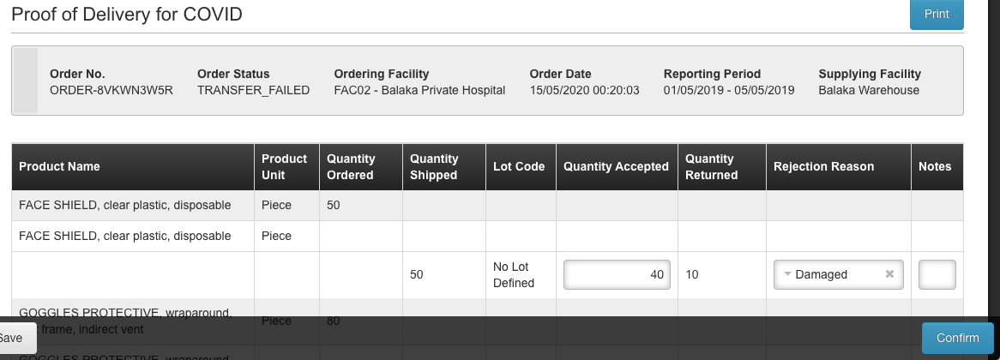 Proof of Delivery for COVID
Print
Order No. Order Status Ordering Facility Order Date Reporting Period Supplying Facility
ORDER-8VKWN3W5R TRANSFER_FAILED FAC02 - Balaka Private Hospital 15/05/2020 00:20:03 01/05/2019 - 05/05/2019 Balaka Warehouse
Product Name Product Unit Quantity Ordered Quantity Shipped Lot Code Quantity Accepted Quantity Returned Rejection Reason Notes
FACE SHIELD, clear plastic, disposable Piece 50
FACE SHIELD, clear plastic, disposable Piece
50 No Lot Defined 40 10 Damaged
GOGGLES PROTECTIVE, wraparound,
frame, indirect vent Piece 80
Save Confirm
GOGGLES PROTECTIVE, wraparound